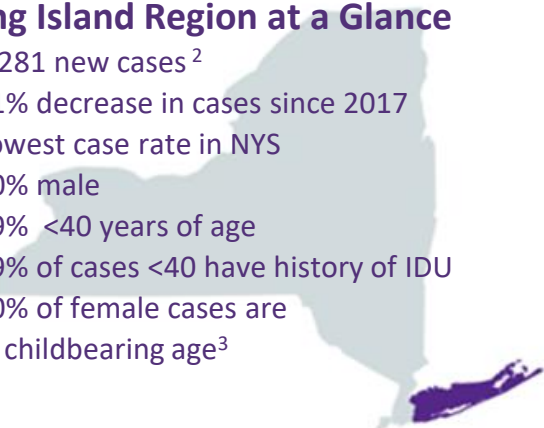 ng Island Region at a Glance
281 new cases ²
1% decrease in cases since 2017
owest case rate in NYS
0% male
9% <40 years of age
9% of cases <40 have history of IDU
0% of female cases are
childbearing age³